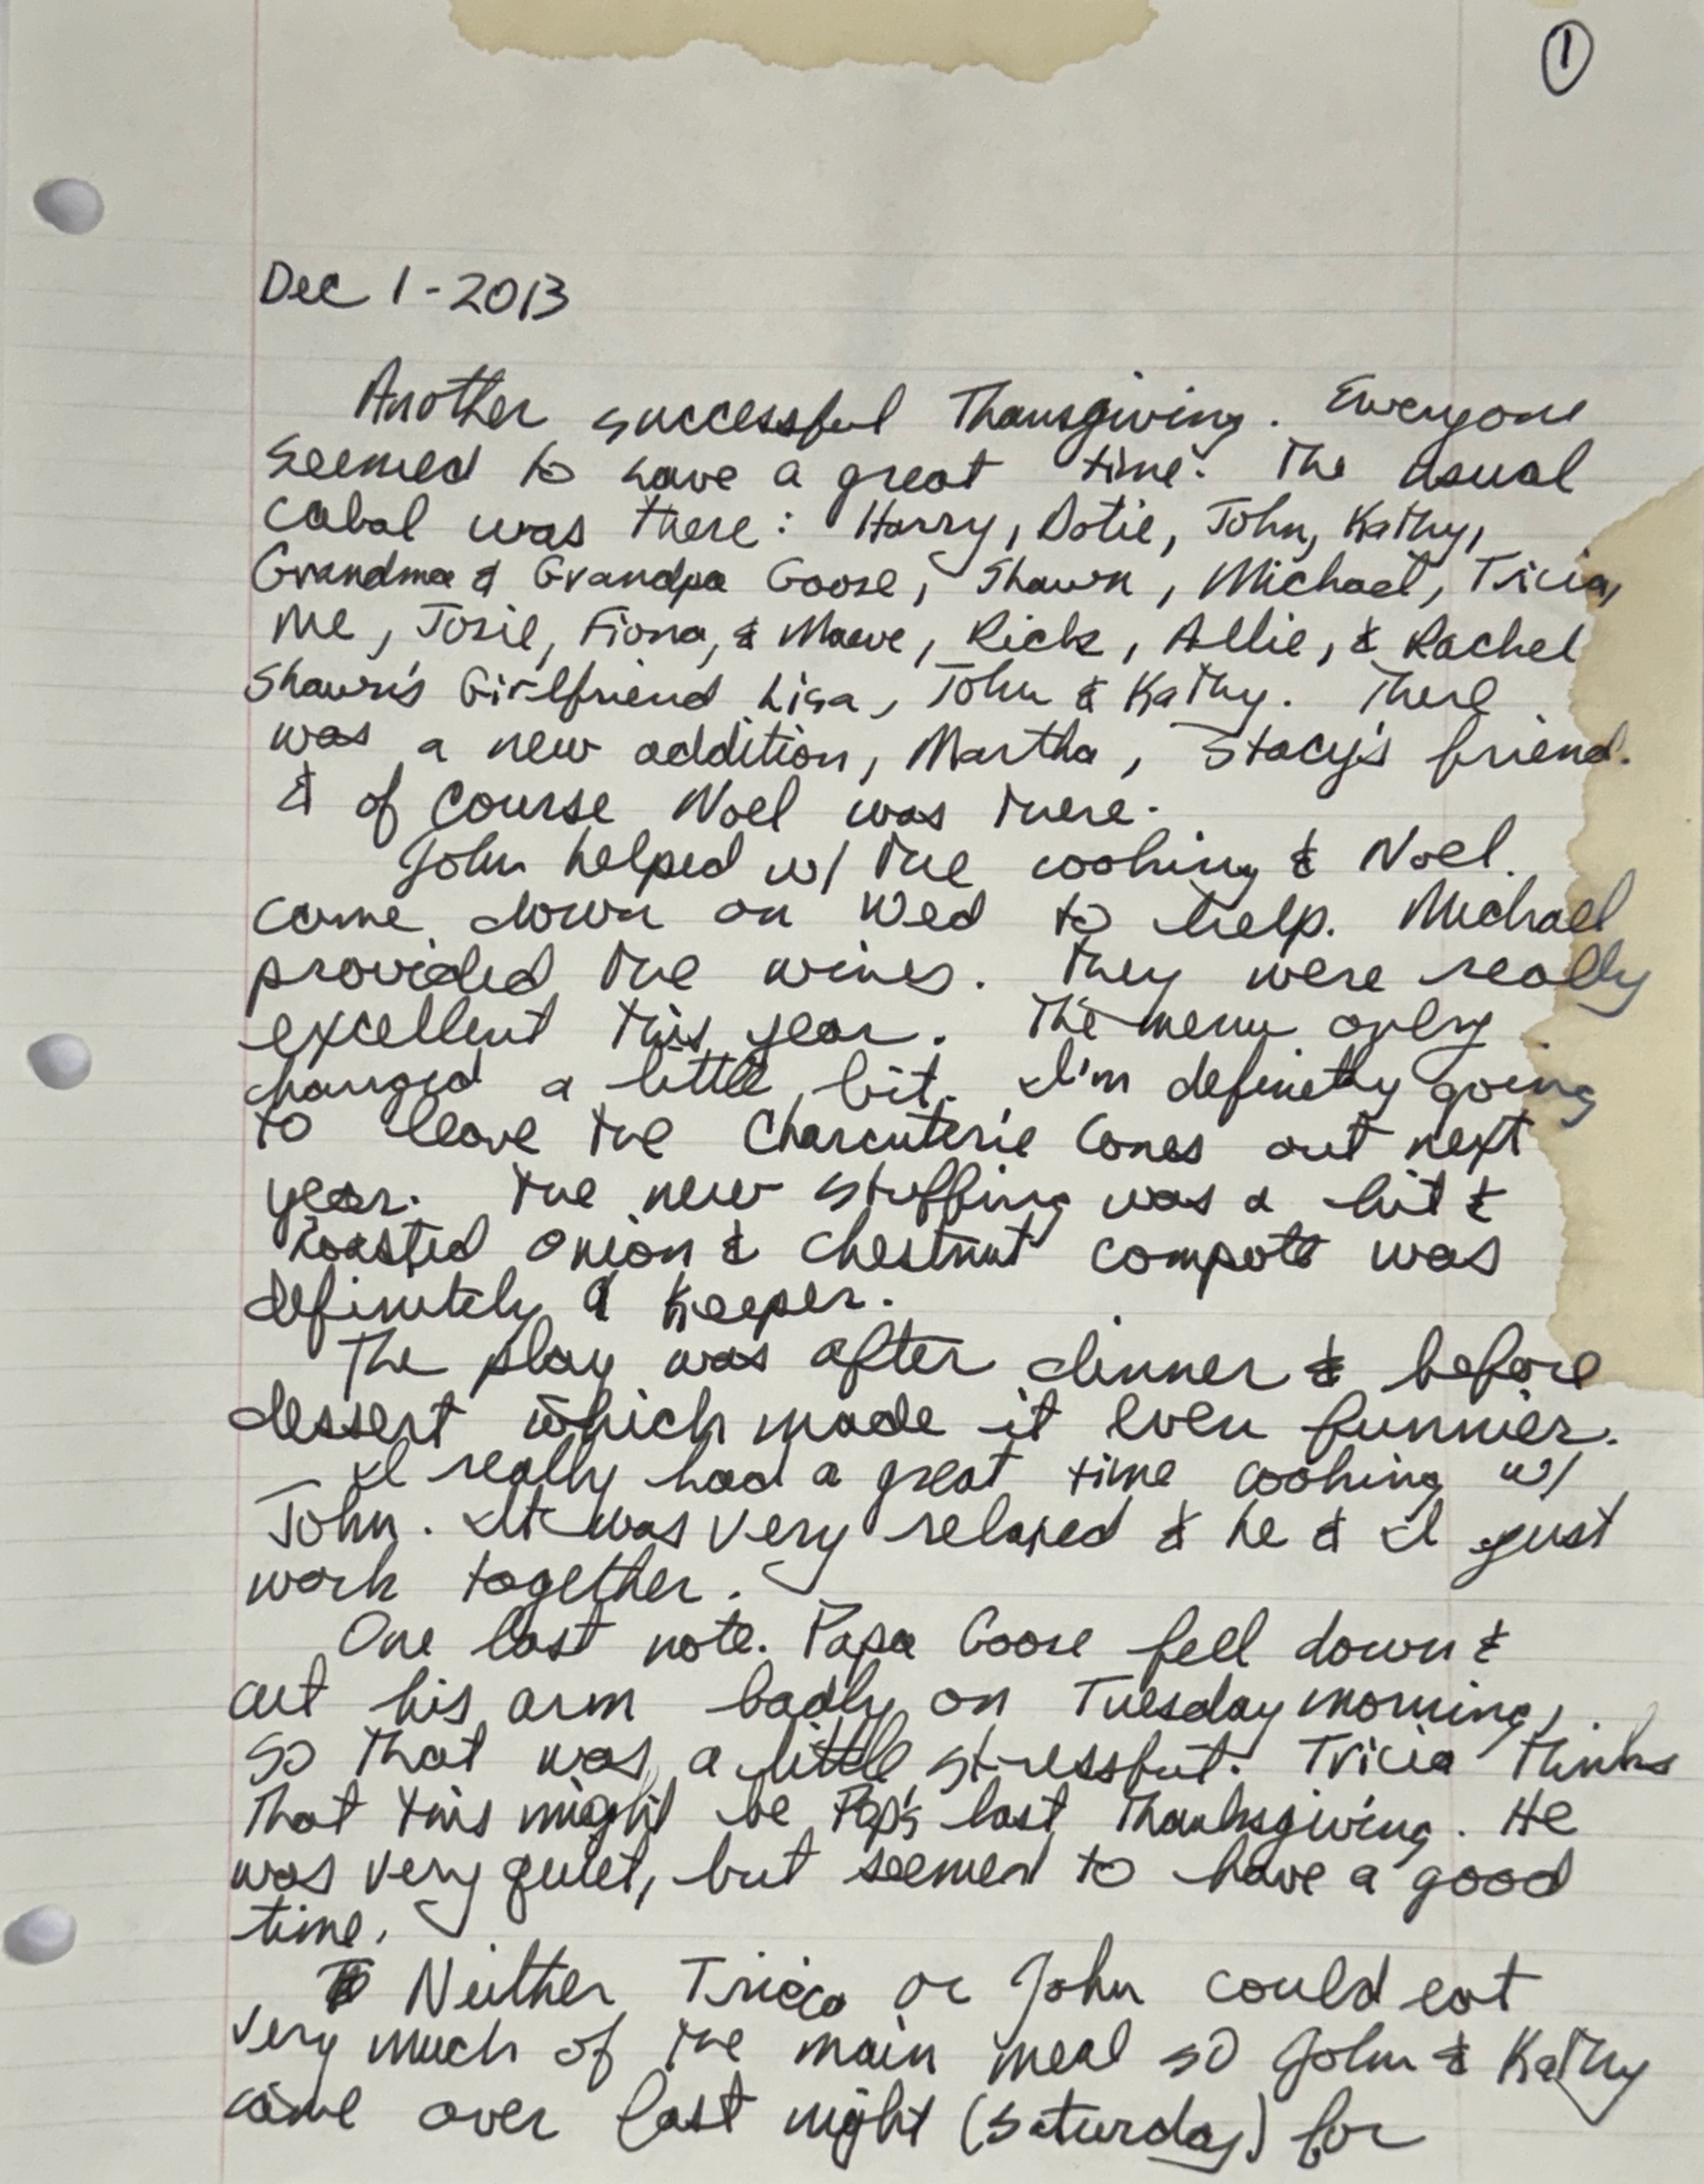 1
Dec 1-2013
Another successful Thansgiving. Everyone
seemed to have a great time. The usual
cabal was there: Harry, Dotie, John, Kathy,
Grandma & Grandpa Goose, Shawn, Michael, Tricia,
me, Josie, Fiona, & Maeve, Rick, Allie, & Rachel
Shawn's Girlfriend Lisa, John & Kathy. There
was a new addition, Martha, Stacy's friend.
& of course Noel was there.
John helped w/ the cooking & Noel
came down on Wed to help. Michael
provided the wines. They were really
excellent this year. The menu only
changed a little bit. I'm definetly going
to leave the Charcuterie Cones out next
year. The new stuffing was a hit &
roasted onion & chestnut compote was
definitely a keeper.
The play was after dinner & before
dessert which made it even funnier.
I really had a great time cooking w/
John. It was very relaxed & he & I just
work together.
One last note. Papa Goose fell down &
cut his arm badly on Tuesday morning,
so that was a little stressful. Tricia thinks
that this might be Pop's last Thanksgiving. He
was very quiet, but seemed to have a good
time.
Neither Tricia or John could eat
very much of the main meal so John & Kathy
came over last night (Saturday) for